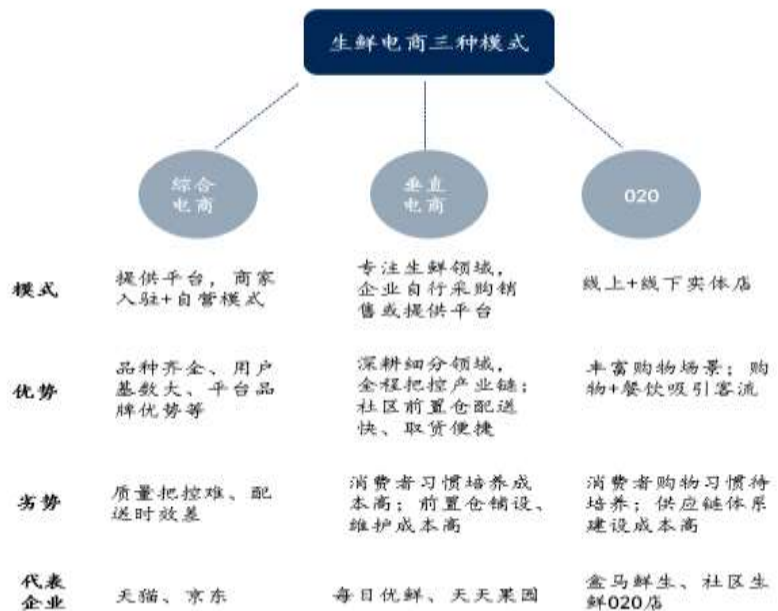 生鲜电商三种模式
综合
电商
垂直
电商
O2O
模式
提供平台，商家
入驻+自营模式
专注生鲜领域，
企业自行采购销
售或提供平台
线上+线下实体店
优势
品种齐全、用户
基数大、平台品
牌优势等
深耕细分领域，
全程把控产业链；
社区前置仓配送
快、取货便捷
丰富购物场景；购
物+餐饮吸引客流
劣势
质量把控难、配
送时效差
消费者习惯培养成
本高；前置仓铺设、
维护成本高
消费者购物习惯待
培养；供应链体系
建设成本高
代表
企业
天猫、京东
每日优鲜、天天果园
盒马鲜生、社区生
鲜O2O店